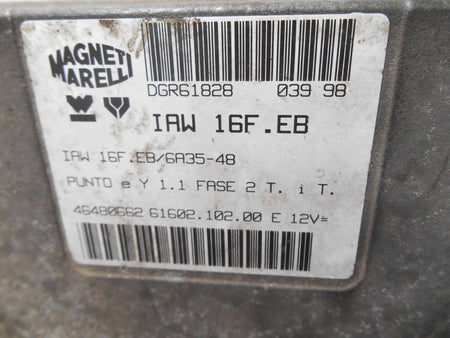 MAGNETI
MARELLI
DGR61828 039 98
IAW 16F.EB
IAW 16F.EB/6A35-48
PUNTO e Y 1.1 FASE 2 T. i T.
46480662 61602.102.00 E 12V=